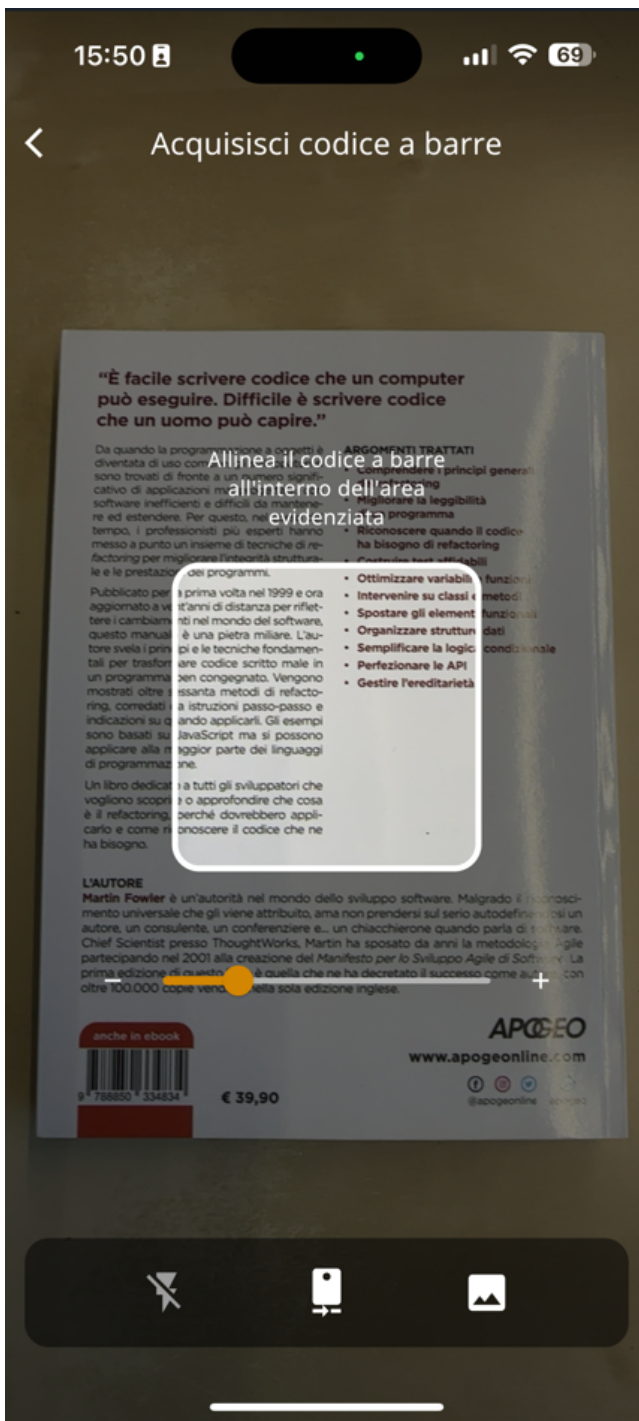 15:50
69
Acquisisci codice a barre
“È facile scrivere codice che un computer
può eseguire. Difficile è scrivere codice
che un uomo può capire.”
Allinea il codice a barre
all'interno dell'area
evidenziata
Da quando la programmazione a oggetti è
diventata di uso
sono trovati di fronte a un numero signifi-
cativo di applicazioni
software inefficienti e difficili da mantene-
re ed estendere. Per questo, nel
tempo, i professionisti più esperti hanno
messo a punto un insieme di tecniche di re-
factoring per migliorare l'integrità struttura-
le e le prestazioni dei programmi.
Pubblicato per la prima volta nel 1999 e ora
aggiornato a vent'anni di distanza per riflet-
tere i cambiamenti nel mondo del software,
questo manuale è una pietra miliare. L'au-
tore svela i principi e le tecniche fondamen-
tali per trasformare codice scritto male in
un programma ben congegnato. Vengono
mostrati oltre sessanta metodi di refacto-
ring, corredati da istruzioni passo-passo e
indicazioni su quando applicarli. Gli esempi
sono basati su JavaScript ma si possono
applicare alla maggior parte dei linguaggi
di programmazione.
Un libro dedicato a tutti gli sviluppatori che
vogliono scoprire o approfondire che cosa
è il refactoring, perché dovrebbero appli-
carlo e come riconoscere il codice che ne
ha bisogno.
ARGOMENTI TRATTATI
• Comprendere i principi generali
refactoring
• Migliorare la leggibilità
programma
• Riconoscere quando il codice
ha bisogno di refactoring
• Costruire test affidabili
• Ottimizzare variabili e funzioni
• Intervenire su classi e metodi
• Spostare gli elementi funzionali
• Organizzare strutture dati
• Semplificare la logica condizionale
• Perfezionare le API
• Gestire l'ereditarietà
L'AUTORE
Martin Fowler è un'autorità nel mondo dello sviluppo software. Malgrado il riconosci-
mento universale che gli viene attribuito, ama non prendersi sul serio autodefinendosi un
autore, un consulente, un conferenziere e... un chiacchierone quando parla di software.
Chief Scientist presso ThoughtWorks, Martin ha sposato da anni la metodologia Agile
partecipando nel 2001 alla creazione del Manifesto per lo Sviluppo Agile di Software. La
prima edizione di questo è quella che ne ha decretato il successo come autore, con
oltre 100.000 copie vendute nella sola edizione inglese.
anche in ebook
9 788850 334834
€ 39,90
APOGEO
www.apogeonline.com
@apogeonline apogeo